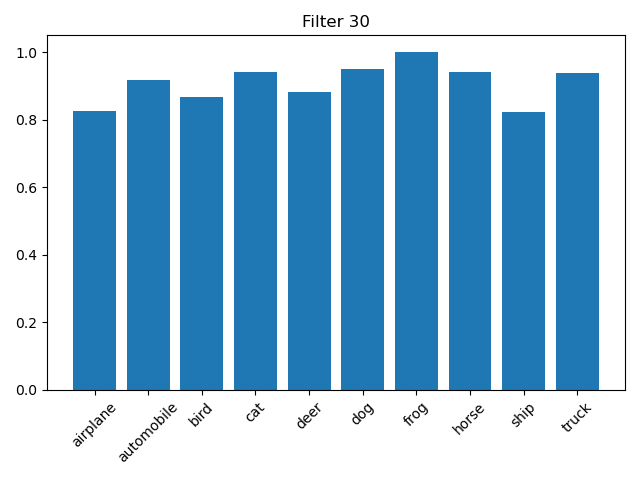 Filter 30
1.0
0.8
0.6
0.4
0.2
0.0
airplane
automobile
bird
cat
deer
dog
frog
horse
ship
truck